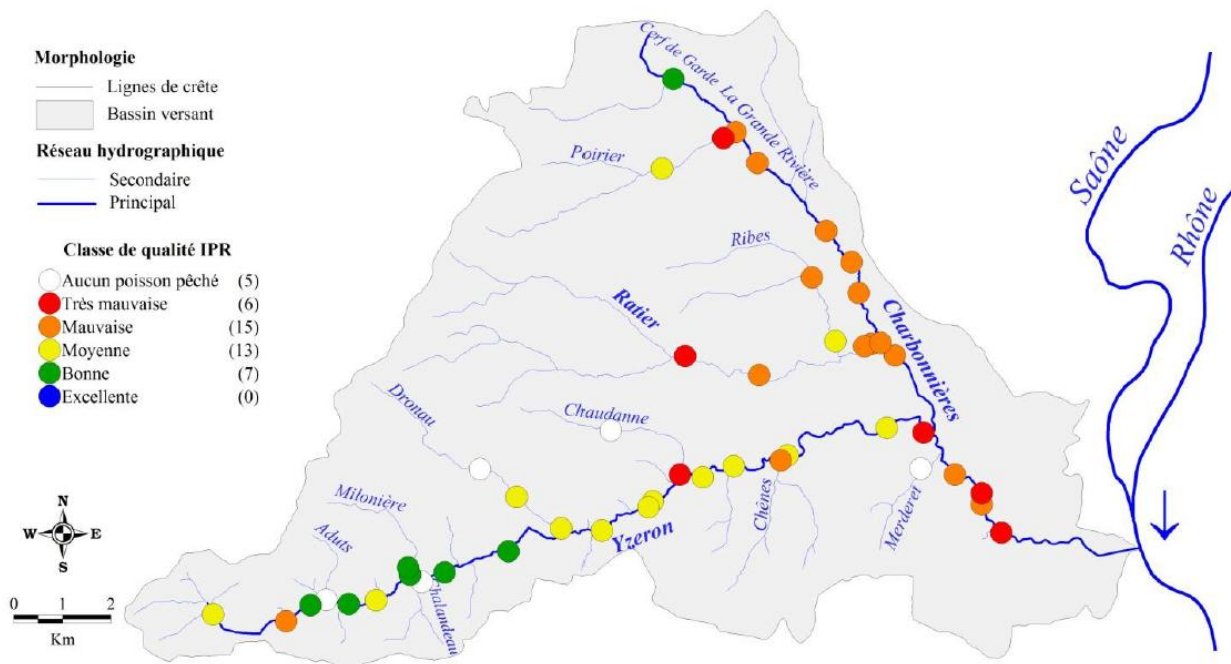 Morphologie
Lignes de crête
Bassin versant
Réseau hydrographique
Secondaire
Principal
Classe de qualité IPR
Aucun poisson pêché (5)
Très mauvaise (6)
Mauvaise (15)
Moyenne (13)
Bonne (7)
Excellente (0)
Cerf de Garde
La Grande Rivière
Poirier
Ribes
Ratier
Charbonnières
Dronau
Chaudanne
Milonière
Aduts
Yzeron
Chênes
Merderet
Chalandeau
Saône
Rhône
N
W E
S
0 1 2
Km